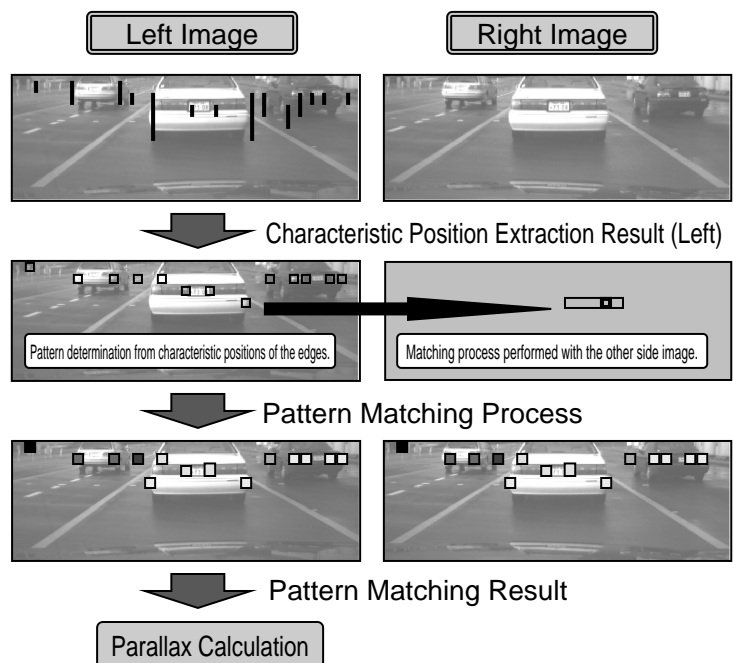 Left Image
Right Image
Characteristic Position Extraction Result (Left)
Pattern determination from characteristic positions of the edges.
Matching process performed with the other side image.
Pattern Matching Process
Pattern Matching Result
Parallax Calculation